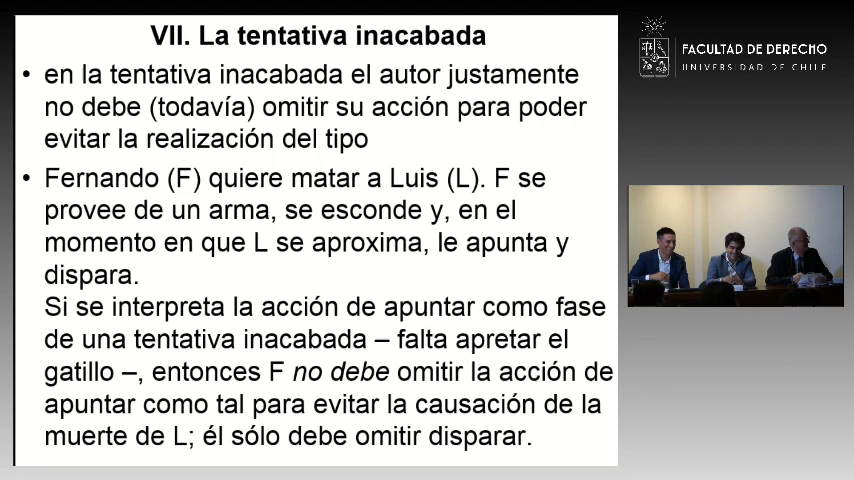 VII. La tentativa inacabada
• en la tentativa inacabada el autor justamente
no debe (todavía) omitir su acción para poder
evitar la realización del tipo
• Fernando (F) quiere matar a Luis (L). F se
provee de un arma, se esconde y, en el
momento en que L se aproxima, le apunta y
dispara.
Si se interpreta la acción de apuntar como fase
de una tentativa inacabada – falta apretar el
gatillo –, entonces F no debe omitir la acción de
apuntar como tal para evitar la causación de la
muerte de L; él sólo debe omitir disparar.
FACULTAD DE DERECHO
UNIVERSIDAD DE CHILE